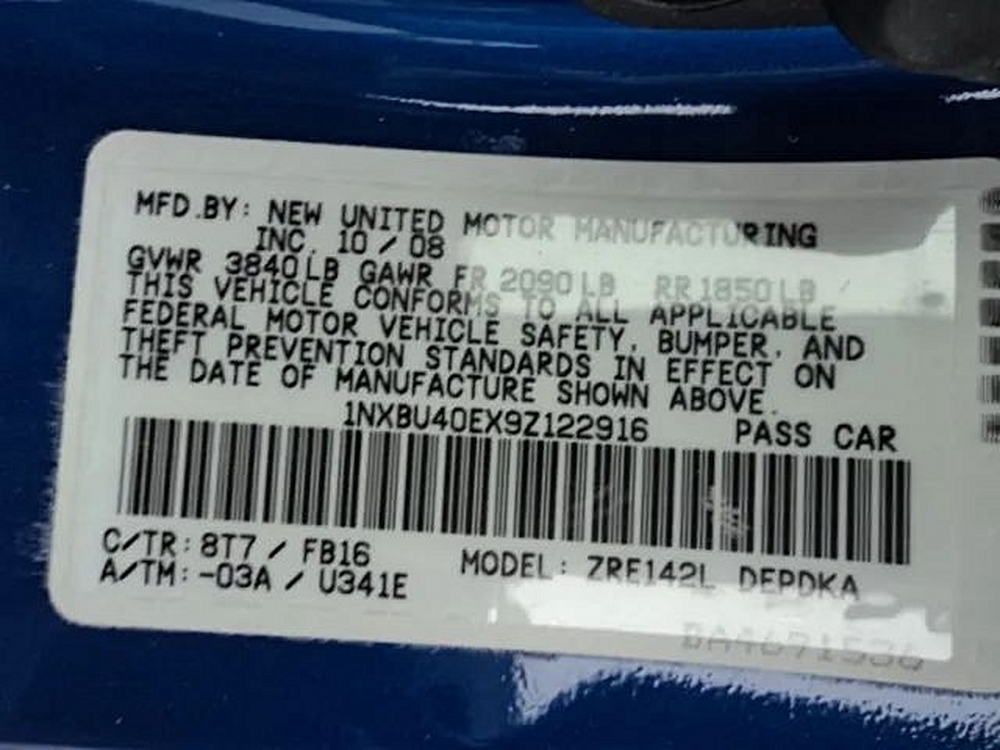 MFD.BY: NEW UNITED MOTOR MANUFACTURING
INC. 10 / 08
GVWR 3840LB GAWR FR 2090LB RR 1850LB
THIS VEHICLE CONFORMS TO ALL APPLICABLE
FEDERAL MOTOR VEHICLE SAFETY, BUMPER, AND
THEFT PREVENTION STANDARDS IN EFFECT ON
THE DATE OF MANUFACTURE SHOWN ABOVE.
1NXBU40EX9Z122916 PASS CAR
C/TR: 8T7 / FB16
A/TM: -03A / U341E
MODEL: ZRE142L DEPDKA
BA4671536